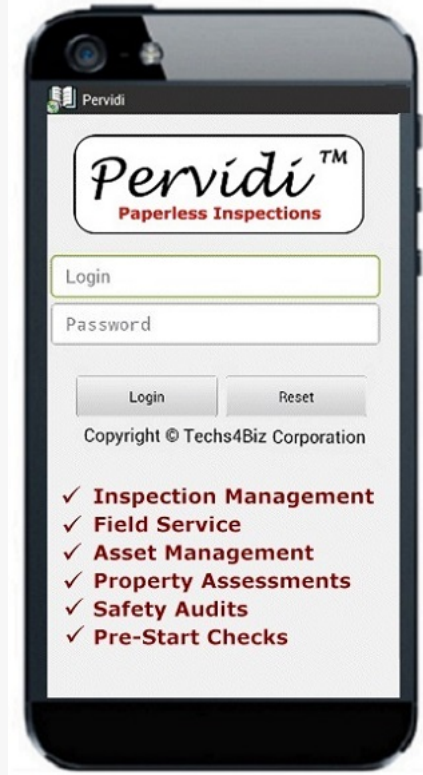 Pervidi
Pervidi™
Paperless Inspections
Login
Password
Login Reset
Copyright © Techs4Biz Corporation
✓ Inspection Management
✓ Field Service
✓ Asset Management
✓ Property Assessments
✓ Safety Audits
✓ Pre-Start Checks